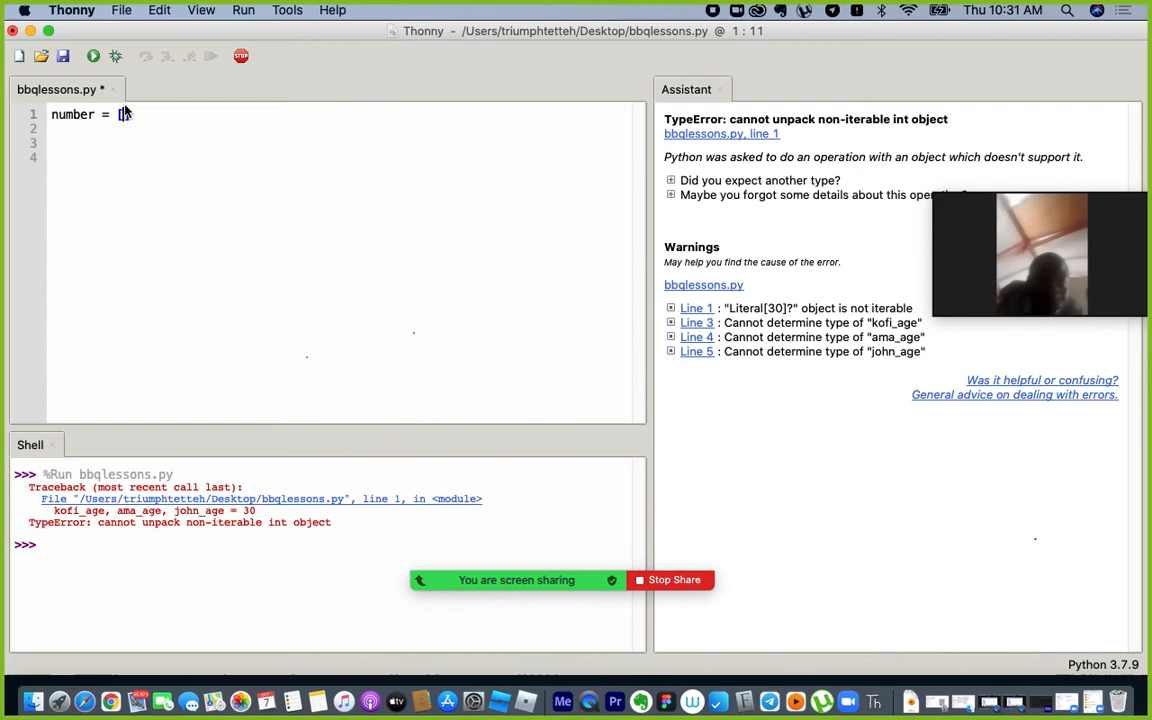 Thonny File Edit View Run Tools Help Thu 10:31 AM
Thonny - /Users/triumphtetteh/Desktop/bbqlessons.py @ 1 : 11
STOP
bbqlessons.py *
1 number = []
2
3
4
Assistant
TypeError: cannot unpack non-iterable int object
bbqlessons.py, line 1
Python was asked to do an operation with an object which doesn't support it.
Did you expect another type?
Maybe you forgot some details about this
Warnings
May help you find the cause of the error.
bbqlessons.py
Line 1 : "Literal[30]?" object is not iterable
Line 3 : Cannot determine type of "kofi_age"
Line 4 : Cannot determine type of "ama_age"
Line 5 : Cannot determine type of "john_age"
Was it helpful or confusing?
General advice on dealing with errors.
Shell
>>> %Run bbqlessons.py
Traceback (most recent call last):
File "/Users/triumphtetteh/Desktop/bbqlessons.py", line 1, in <module>
kofi_age, ama_age, john_age = 30
TypeError: cannot unpack non-iterable int object
>>>
You are screen sharing Stop Share
Python 3.7.9
7 tv Me Pr W F Th